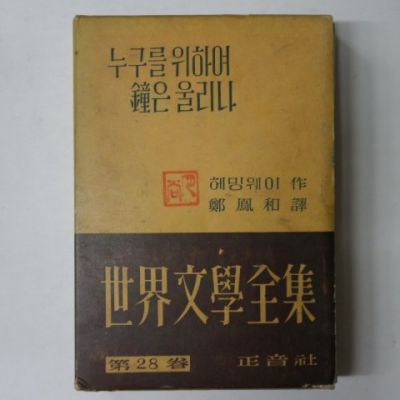 누구를 위하여
鐘은 울리나
헤밍웨이 作
鄭鳳和 譯
世界文學全集
第28卷
正音社